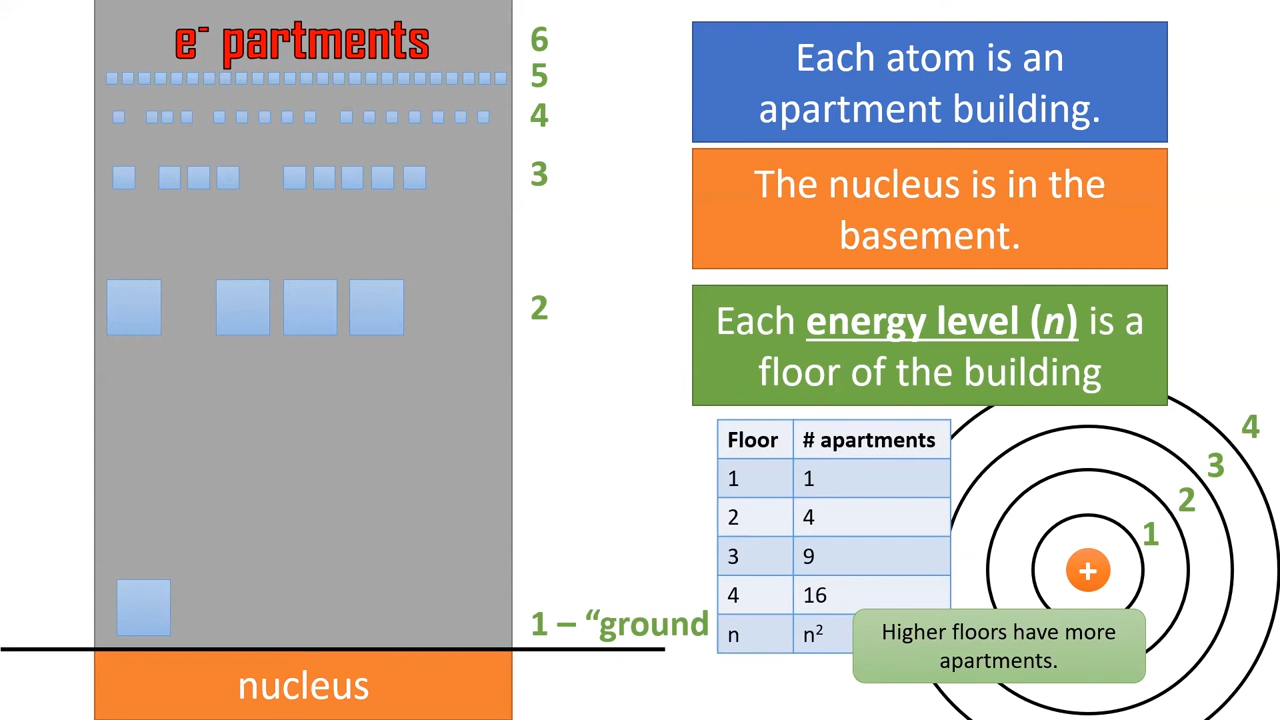 e- partments
6
5
4
3
2
1 – “ground
nucleus
Each atom is an
apartment building.
The nucleus is in the
basement.
Each energy level (n) is a
floor of the building
Floor # apartments
1 1
2 4
3 9
4 16
n n²
Higher floors have more
apartments.
4
3
2
1
+